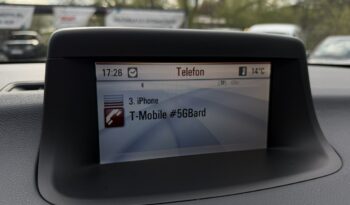 17:28 Telefon 14°C
3. iPhone
T-Mobile #5GBard